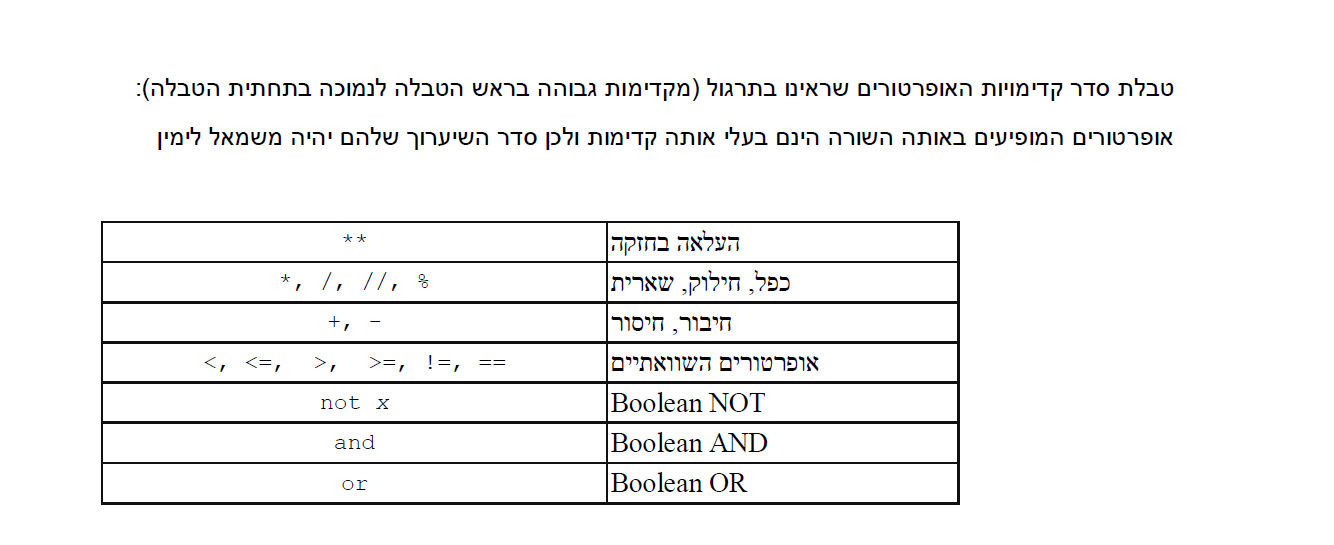 טבלת סדר קדימויות האופרטורים שראינו בתרגול (מקדימות גבוהה בראש הטבלה לנמוכה בתחתית הטבלה):
אופרטורים המופיעים באותה השורה הינם בעלי אותה קדימות ולכן סדר השיערוך שלהם יהיה משמאל לימין
העלאה בחזקה **
כפל, חילוק, שארית *, /, //, %
חיבור, חיסור +, -
אופרטורים השוואתיים <, <=, >, >=, !=, ==
not x Boolean NOT
and Boolean AND
or Boolean OR